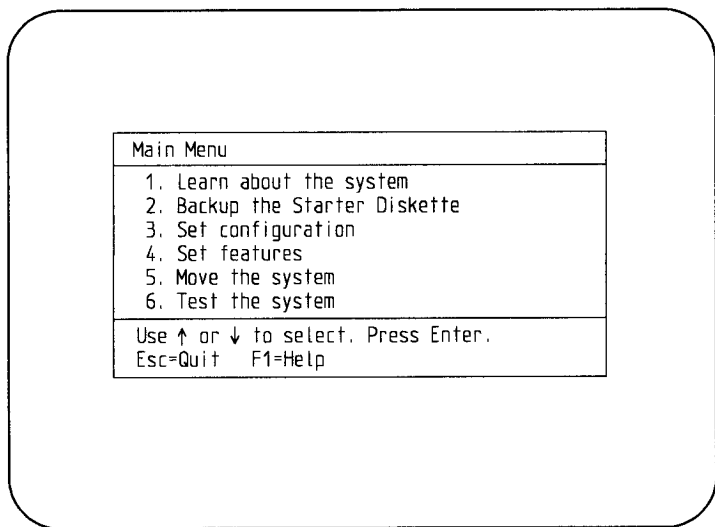 Main Menu
1. Learn about the system
2. Backup the Starter Diskette
3. Set configuration
4. Set features
5. Move the system
6. Test the system
Use ↑ or ↓ to select. Press Enter.
Esc=Quit F1=Help